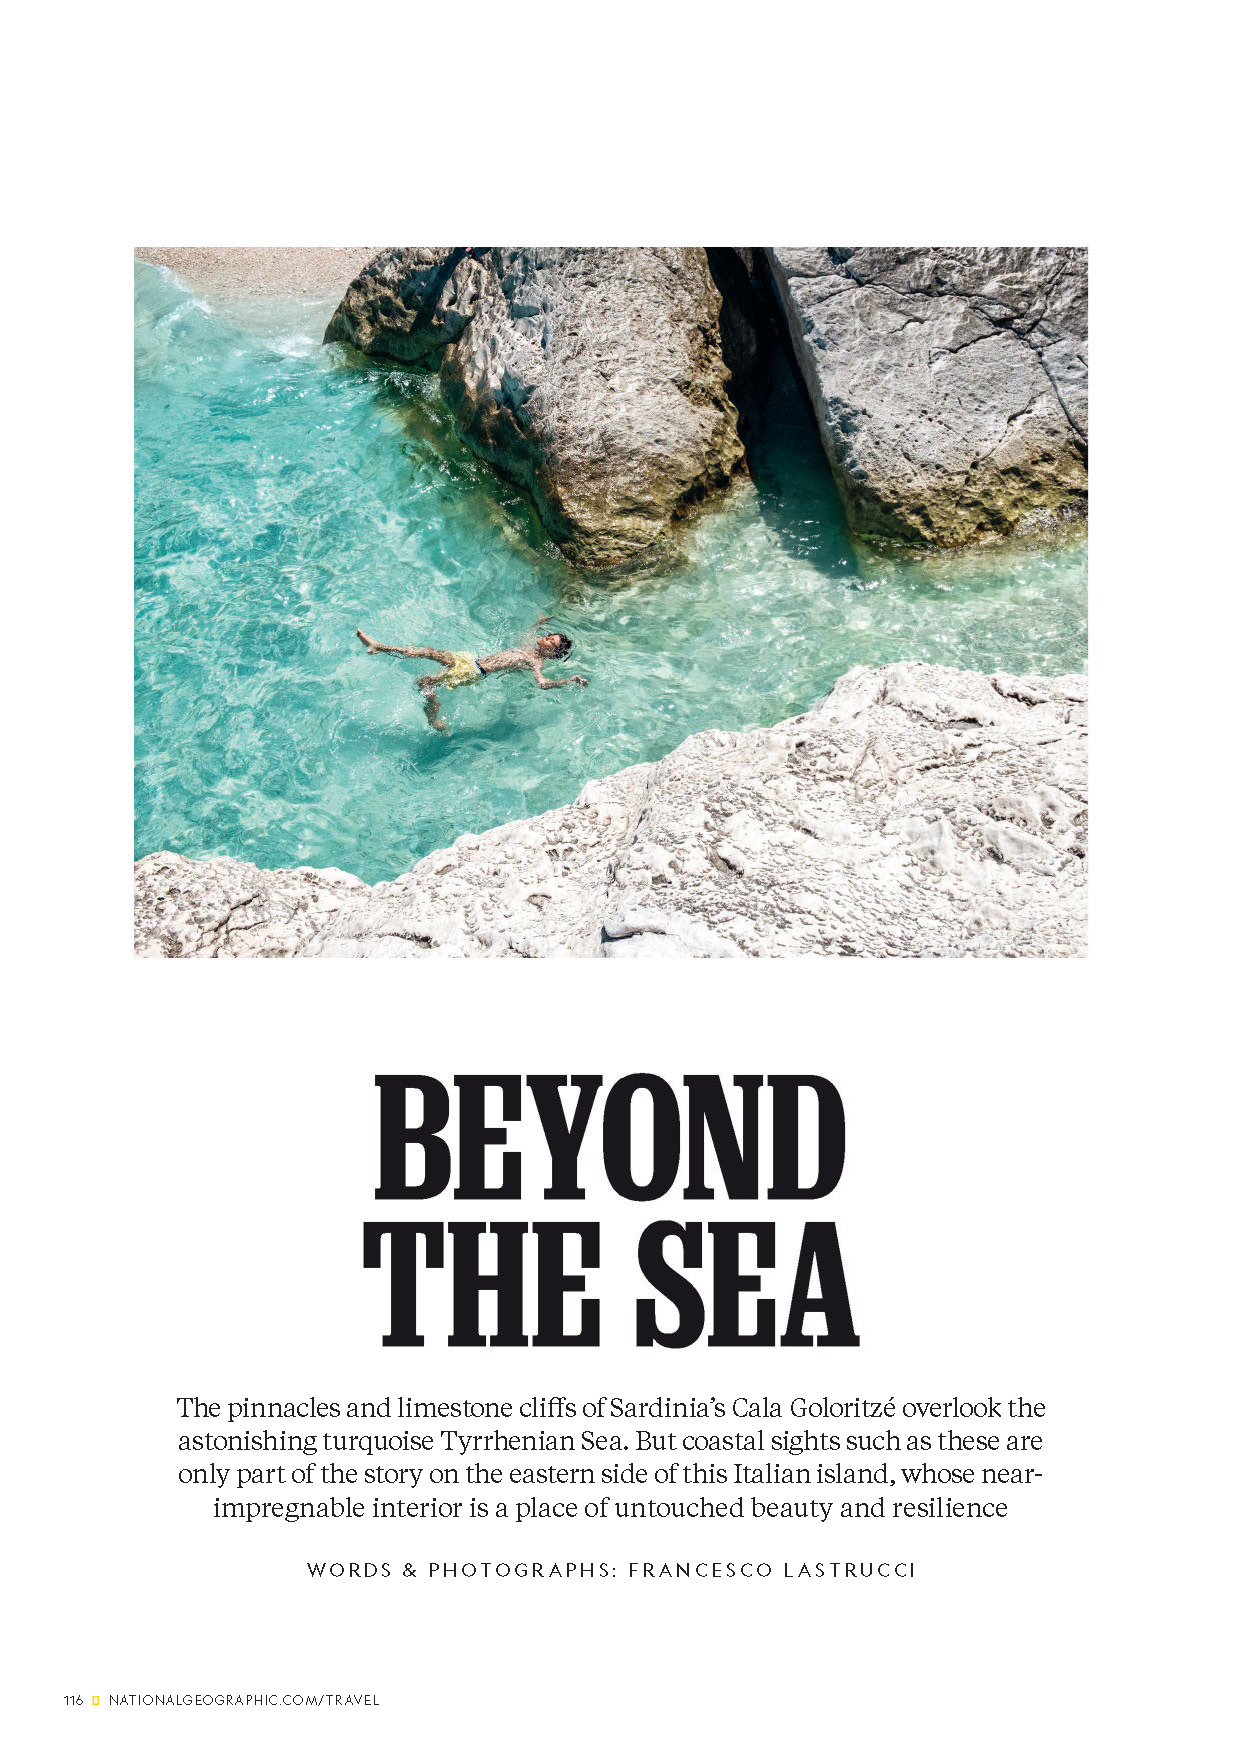 BEYOND
THE SEA
The pinnacles and limestone cliffs of Sardinia’s Cala Goloritzé overlook the
astonishing turquoise Tyrrhenian Sea. But coastal sights such as these are
only part of the story on the eastern side of this Italian island, whose near-
impregnable interior is a place of untouched beauty and resilience
WORDS & PHOTOGRAPHS: FRANCESCO LASTRUCCI
116 NATIONALGEOGRAPHIC.COM/TRAVEL